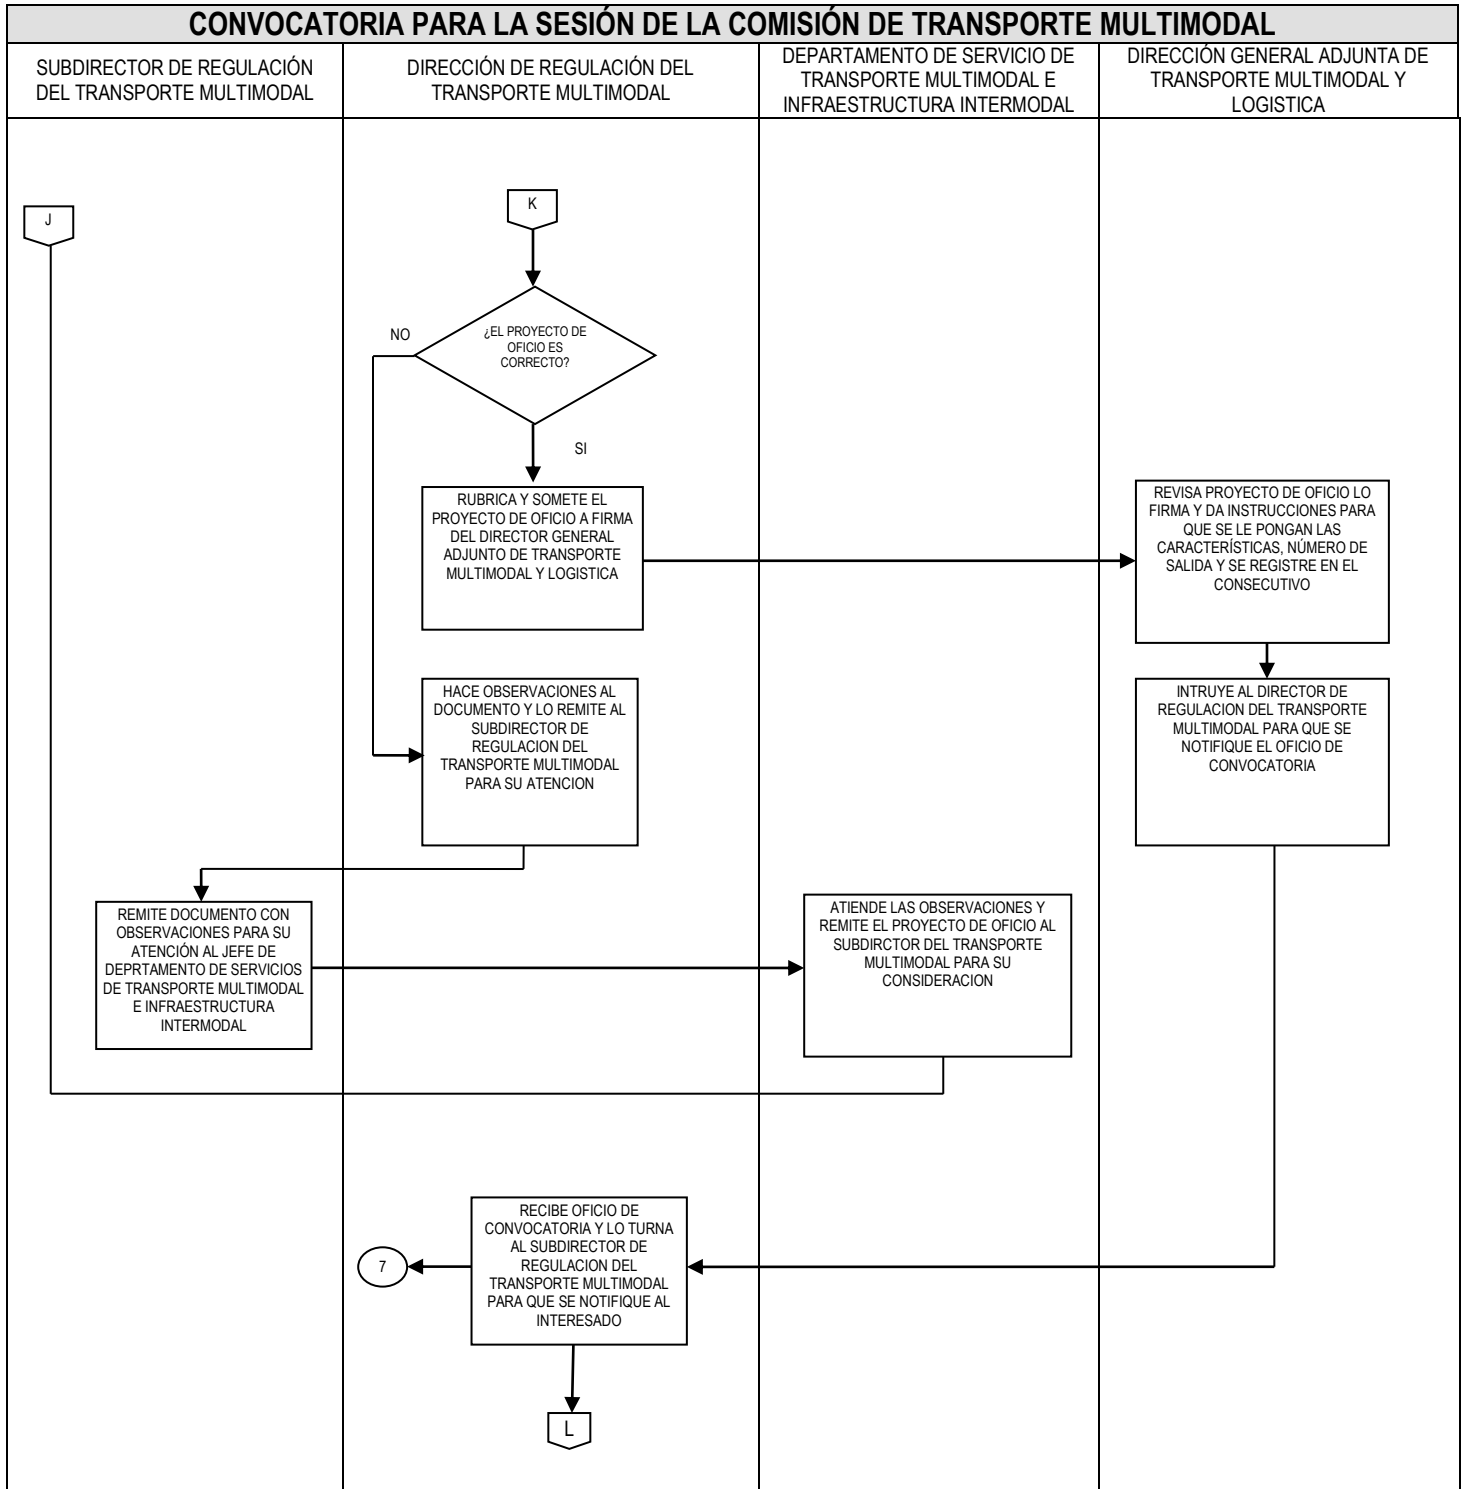 CONVOCATORIA PARA LA SESIÓN DE LA COMISIÓN DE TRANSPORTE MULTIMODAL
SUBDIRECTOR DE REGULACIÓN
DEL TRANSPORTE MULTIMODAL
DIRECCIÓN DE REGULACIÓN DEL
TRANSPORTE MULTIMODAL
DEPARTAMENTO DE SERVICIO DE
TRANSPORTE MULTIMODAL E
INFRAESTRUCTURA INTERMODAL
DIRECCIÓN GENERAL ADJUNTA DE
TRANSPORTE MULTIMODAL Y
LOGISTICA
J
K
NO
¿EL PROYECTO DE
OFICIO ES
CORRECTO?
SI
RUBRICA Y SOMETE EL
PROYECTO DE OFICIO A FIRMA
DEL DIRECTOR GENERAL
ADJUNTO DE TRANSPORTE
MULTIMODAL Y LOGISTICA
REVISA PROYECTO DE OFICIO LO
FIRMA Y DA INSTRUCCIONES PARA
QUE SE LE PONGAN LAS
CARACTERÍSTÍCAS, NÚMERO DE
SALIDA Y SE REGISTRE EN EL
CONSECUTIVO
HACE OBSERVACIONES AL
DOCUMENTO Y LO REMITE AL
SUBDIRECTOR DE
REGULACION DEL
TRANSPORTE MULTIMODAL
PARA SU ATENCION
INTRUYE AL DIRECTOR DE
REGULACION DEL TRANSPORTE
MULTIMODAL PARA QUE SE
NOTIFIQUE EL OFICIO DE
CONVOCATORIA
REMITE DOCUMENTO CON
OBSERVACIONES PARA SU
ATENCIÓN AL JEFE DE
DEPRTAMENTO DE SERVICIOS
DE TRANSPORTE MULTIMODAL
E INFRAESTRUCTURA
INTERMODAL
ATIENDE LAS OBSERVACIONES Y
REMITE EL PROYECTO DE OFICIO AL
SUBDIRCTOR DEL TRANSPORTE
MULTIMODAL PARA SU
CONSIDERACION
RECIBE OFICIO DE
CONVOCATORIA Y LO TURNA
AL SUBDIRECTOR DE
REGULACION DEL
TRANSPORTE MULTIMODAL
PARA QUE SE NOTIFIQUE AL
INTERESADO
7
L